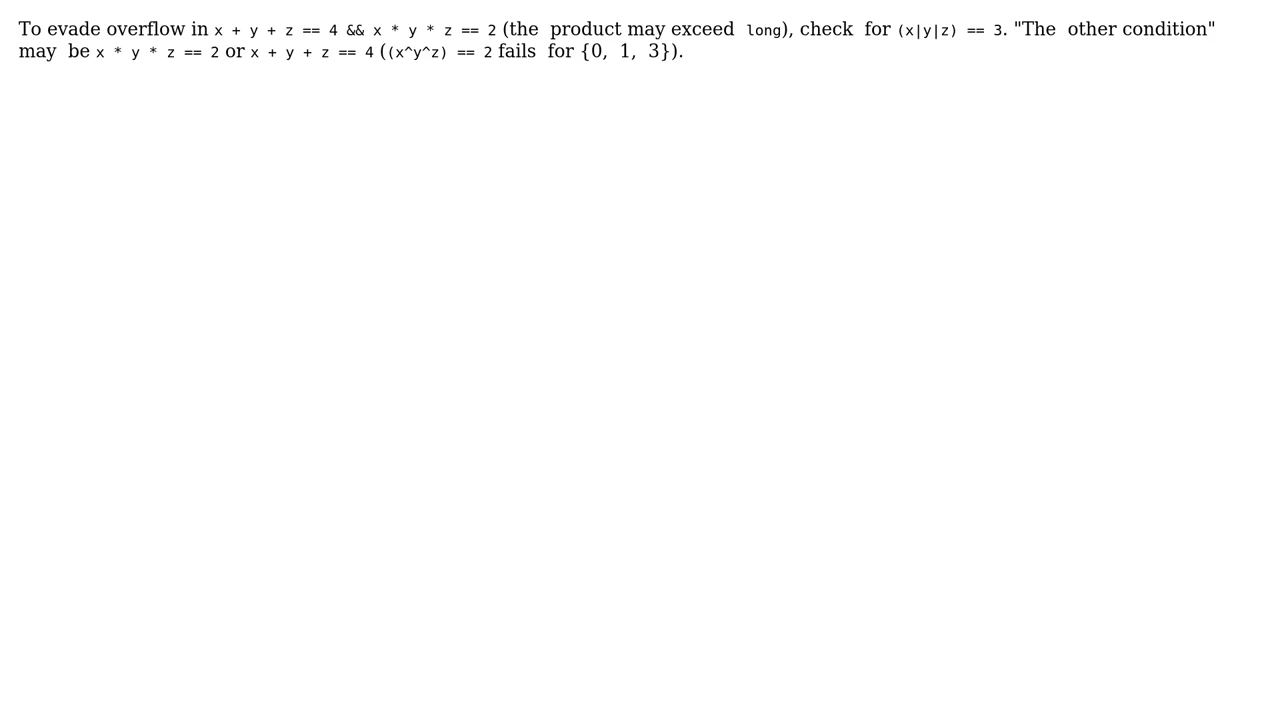 To evade overflow in x + y + z == 4 && x * y * z == 2 (the product may exceed long), check for (x|y|z) == 3. "The other condition"
may be x * y * z == 2 or x + y + z == 4 ((x^y^z) == 2 fails for {0, 1, 3}).